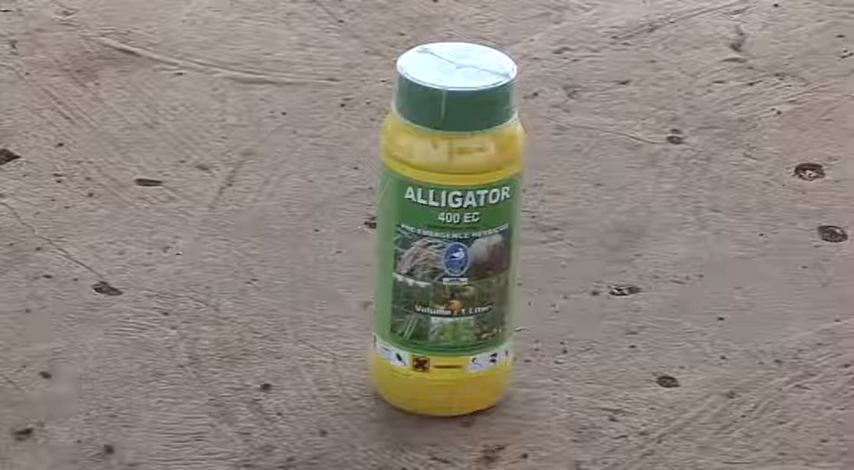 ALLIGATOR
400 EC
PRE-EMERGENCE HERBICIDE
Volume : 1 Liter